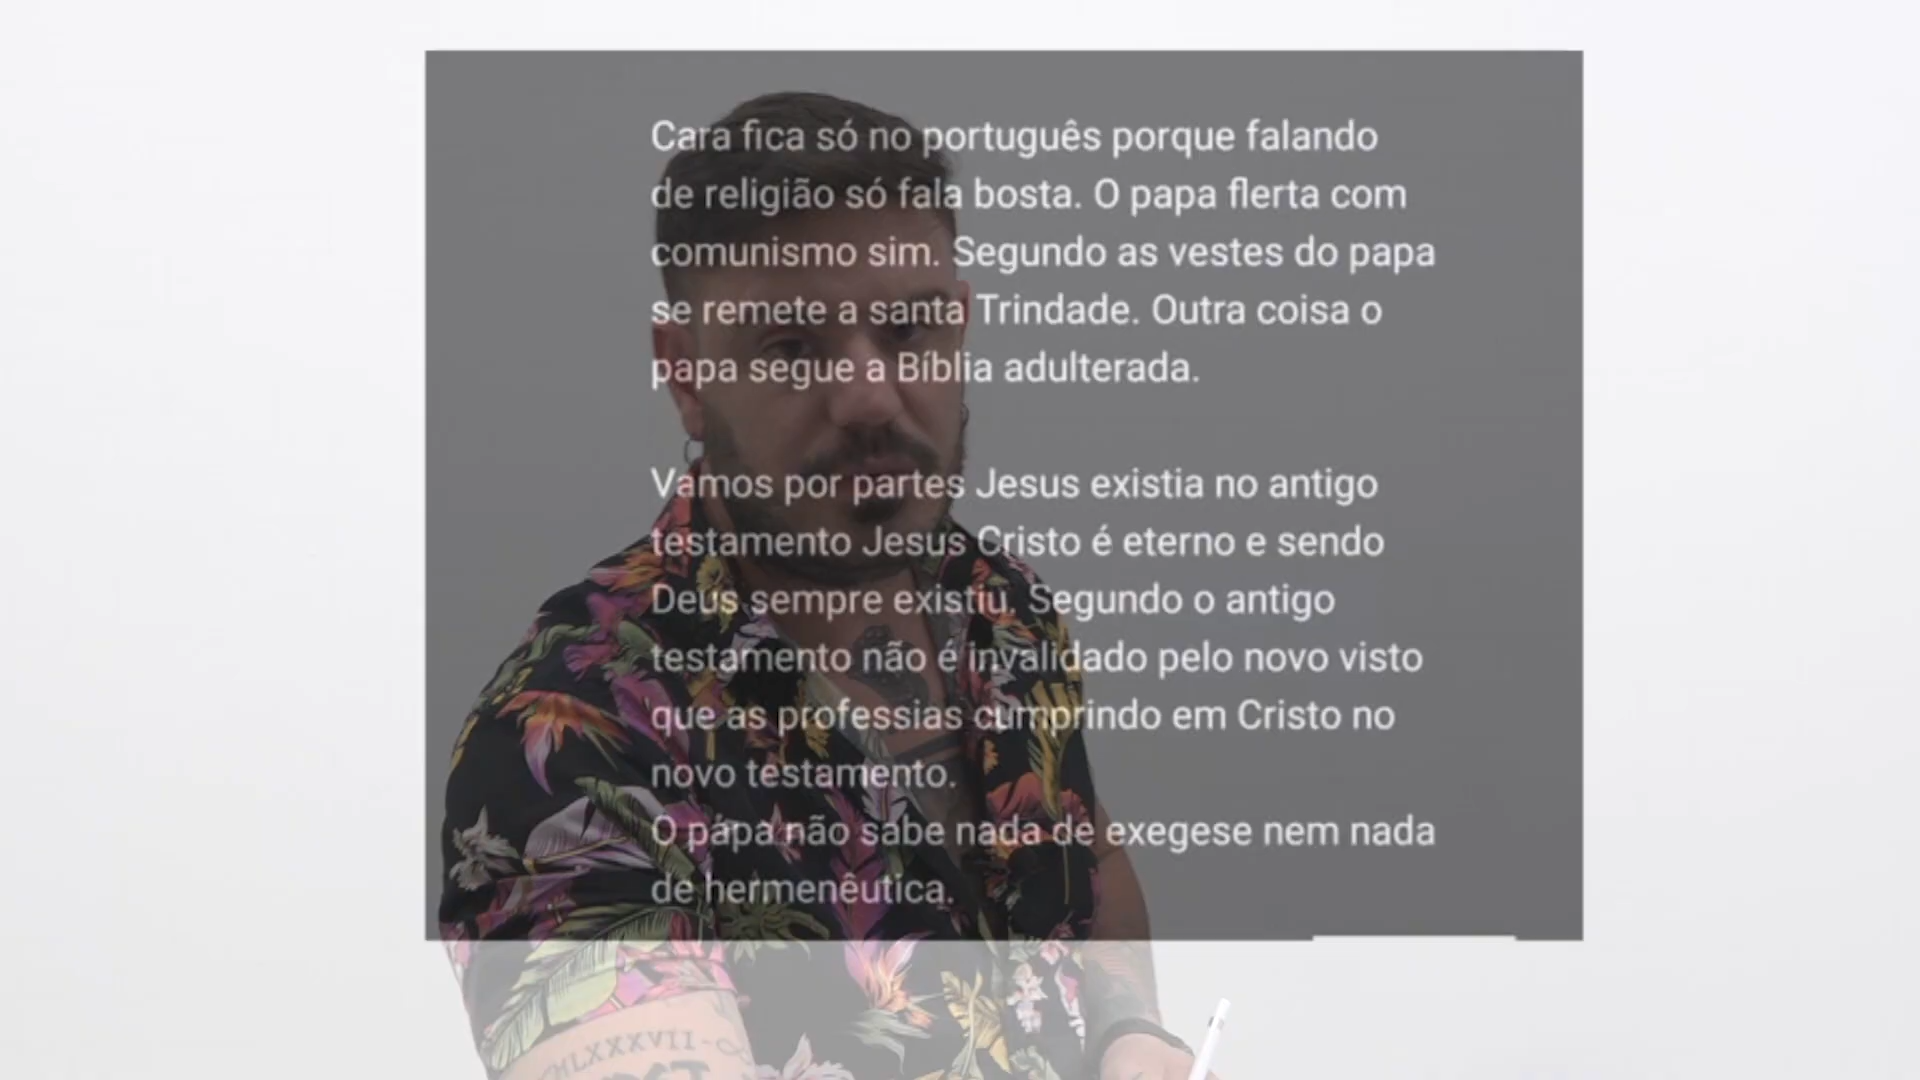 Cara fica só no português porque falando
de religião só fala bosta. O papa flerta com
comunismo sim. Segundo as vestes do papa
se remete a santa Trindade. Outra coisa o
papa segue a Bíblia adulterada.
Vamos por partes Jesus existia no antigo
testamento Jesus Cristo é eterno e sendo
Deus sempre existiu. Segundo o antigo
testamento não é invalidado pelo novo visto
que as professias cumprindo em Cristo no
novo testamento.
O papa não sabe nada de exegese nem nada
de hermenêutica.